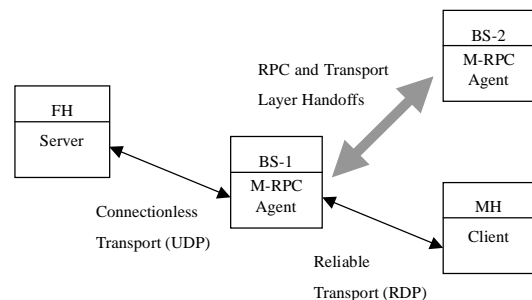 BS-2
M-RPC
Agent
RPC and Transport
Layer Handoffs
FH
Server
BS-1
M-RPC
Agent
MH
Client
Connectionless
Transport (UDP)
Reliable
Transport (RDP)